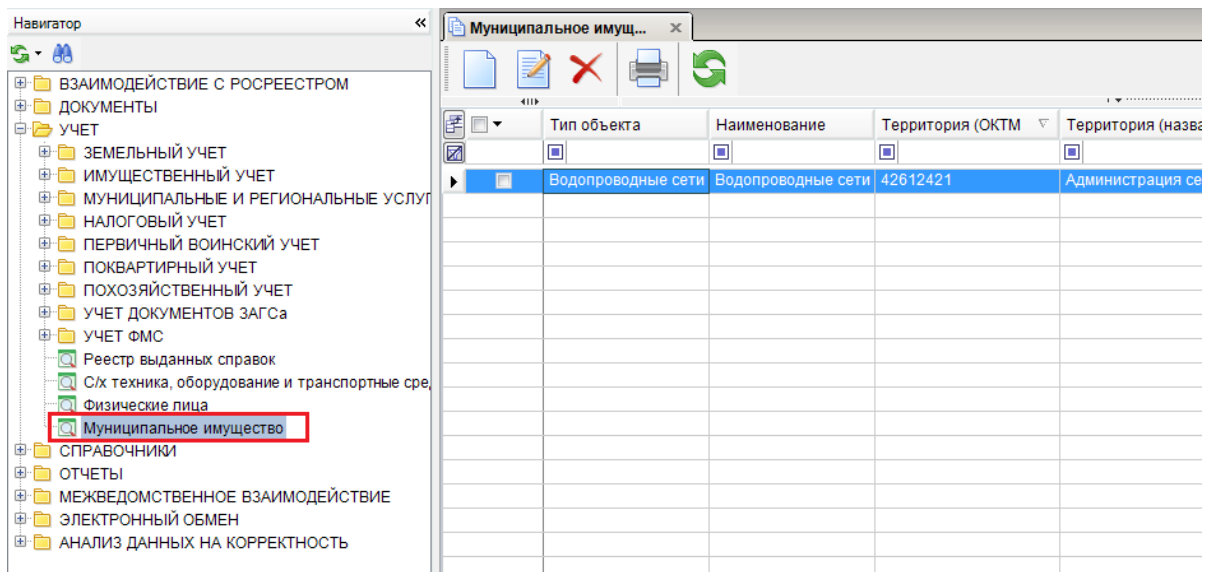 Навигатор «
ВЗАИМОДЕЙСТВИЕ С РОСРЕЕСТРОМ
ДОКУМЕНТЫ
УЧЕТ
ЗЕМЕЛЬНЫЙ УЧЕТ
ИМУЩЕСТВЕННЫЙ УЧЕТ
МУНИЦИПАЛЬНЫЕ И РЕГИОНАЛЬНЫЕ УСЛУГ
НАЛОГОВЫЙ УЧЕТ
ПЕРВИЧНЫЙ ВОИНСКИЙ УЧЕТ
ПОКВАРТИРНЫЙ УЧЕТ
ПОХОЗЯЙСТВЕННЫЙ УЧЕТ
УЧЕТ ДОКУМЕНТОВ ЗАГСа
УЧЕТ ФМС
Реестр выданных справок
С/х техника, оборудование и транспортные сред
Физические лица
Муниципальное имущество
СПРАВОЧНИКИ
ОТЧЕТЫ
МЕЖВЕДОМСТВЕННОЕ ВЗАИМОДЕЙСТВИЕ
ЭЛЕКТРОННЫЙ ОБМЕН
АНАЛИЗ ДАННЫХ НА КОРРЕКТНОСТЬ
Муниципальное имущ... x
Тип объекта Наименование Территория (ОКТМ Территория (назва
Водопроводные сети Водопроводные сети 42612421 Администрация се